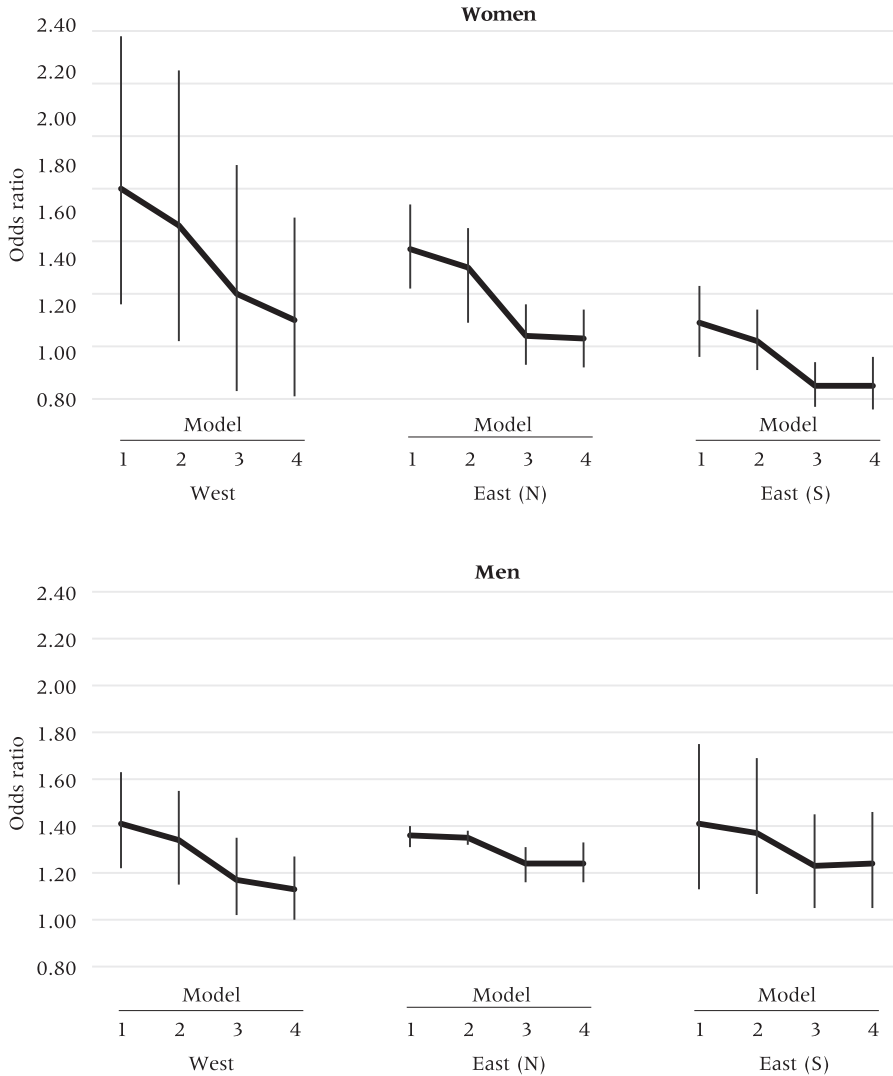 Women
2.40
2.20
2.00
1.80
1.60
1.40
1.20
1.00
0.80
Odds ratio
Model Model Model
1 2 3 4 1 2 3 4 1 2 3 4
West East (N) East (S)
Men
2.40
2.20
2.00
1.80
1.60
1.40
1.20
1.00
0.80
Odds ratio
Model Model Model
1 2 3 4 1 2 3 4 1 2 3 4
West East (N) East (S)